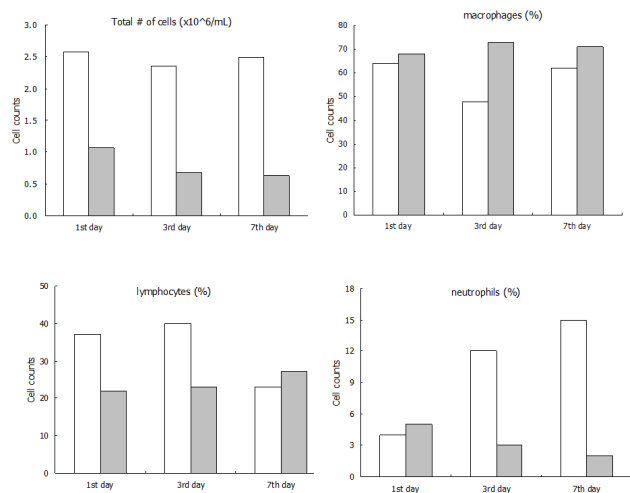 Total # of cells (x10^6/mL)
Cell counts
3.0
2.5
2.0
1.5
1.0
0.5
0.0
1st day 3rd day 7th day
macrophages (%)
Cell counts
80
70
60
50
40
30
20
10
0
1st day 3rd day 7th day
lymphocytes (%)
Cell counts
50
40
30
20
10
0
1st day 3rd day 7th day
neutrophils (%)
Cell counts
18
15
12
9
6
3
0
1st day 3rd day 7th day